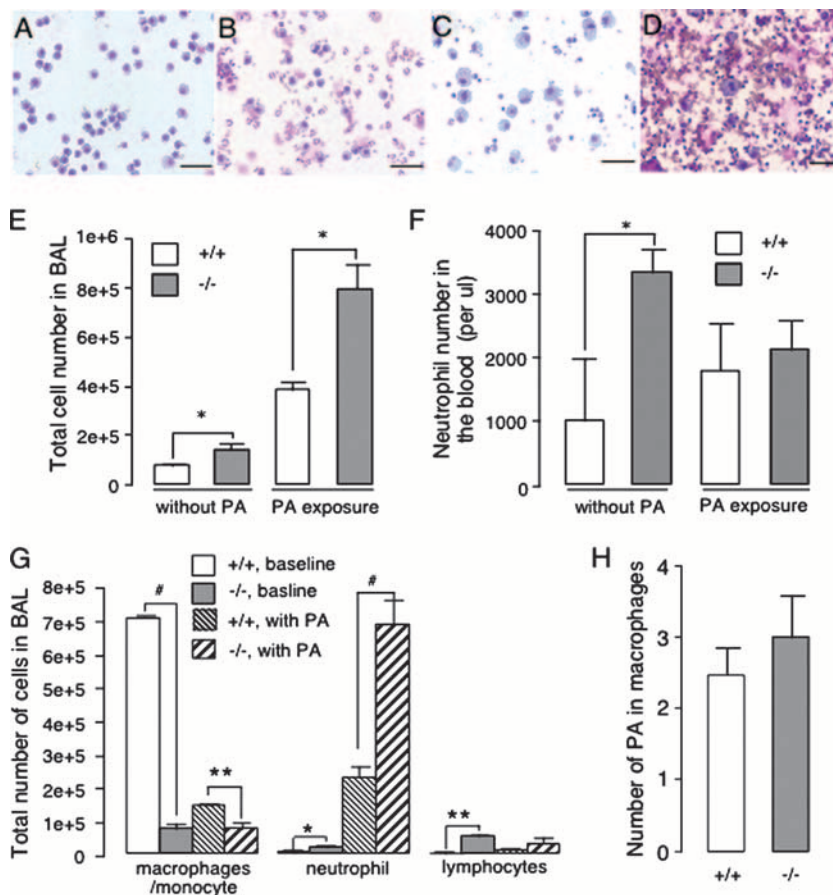 A B C D
E
Total cell number in BAL
1e+6
8e+5
6e+5
4e+5
2e+5
0
+/+
-/-
*
*
without PA PA exposure
F
Neutrophil number in
the blood (per ul)
4000
3000
2000
1000
0
*
+/+
-/-
without PA PA exposure
G
Total number of cells in BAL
8e+5
7e+5
6e+5
5e+5
4e+5
3e+5
2e+5
1e+5
0
+/+, baseline
-/-, basline
+/+, with PA
-/-, with PA
#
**
*
#
**
macrophages
/monocyte
neutrophil
lymphocytes
H
Number of PA in macrophages
4
3
2
1
0
+/+ -/-